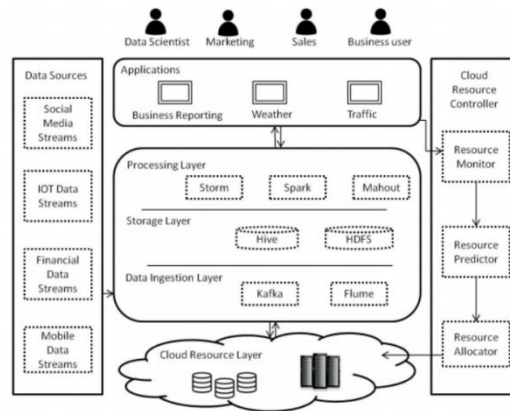 Data Scientist
Marketing
Sales
Business user
Data Sources
Social
Media
Streams
IOT Data
Streams
Financial
Data
Streams
Mobile
Data
Streams
Applications
Business Reporting
Weather
Traffic
Processing Layer
Storm
Spark
Mahout
Storage Layer
Hive
HDFS
Data Ingestion Layer
Kafka
Flume
Cloud Resource Layer
Cloud
Resource
Controller
Resource
Monitor
Resource
Predictor
Resource
Allocator